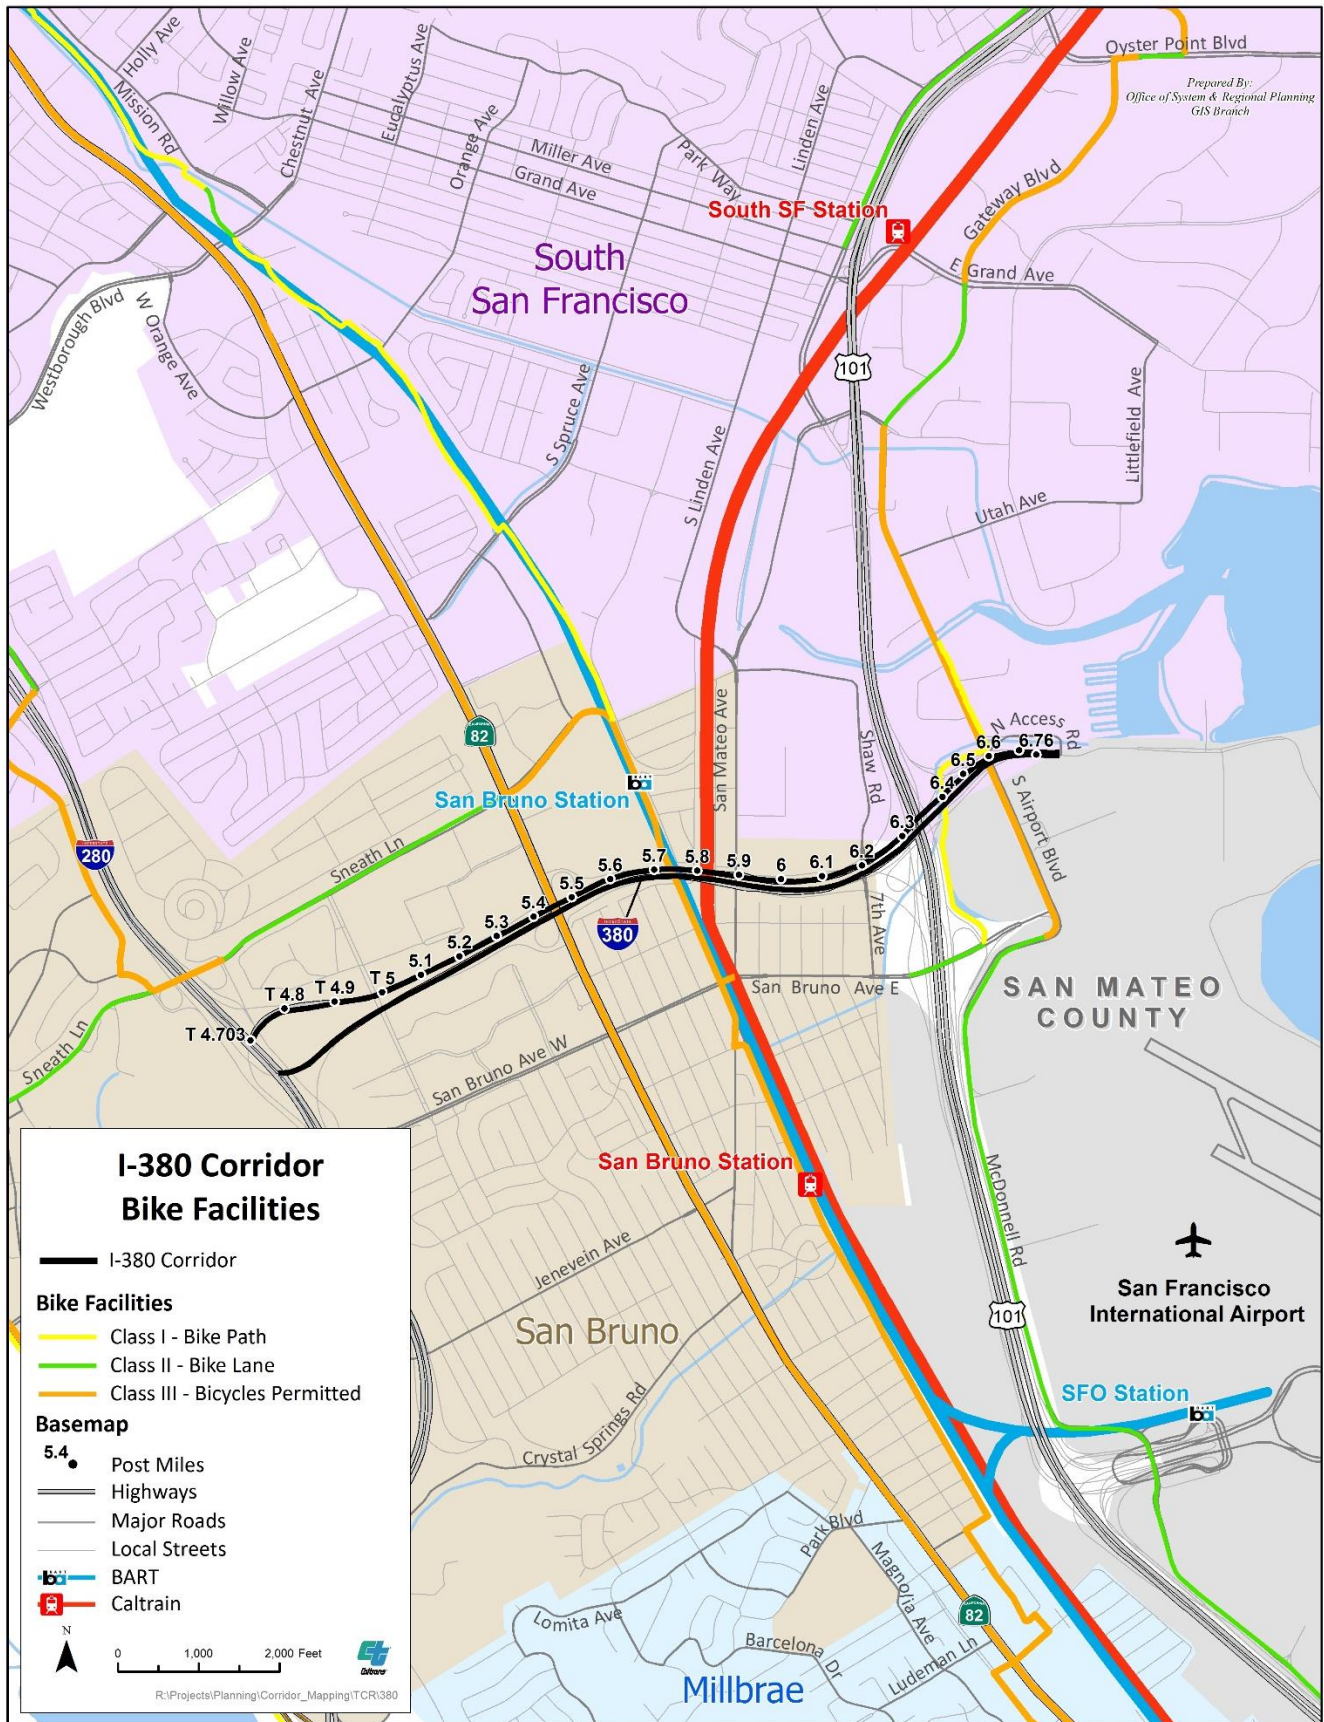 Holly Ave
Willow Ave
Mission Rd
Chestnut Ave
Eucalyptus Ave
Orange Ave
Miller Ave
Grand Ave
Park Way
Linden Ave
Oyster Point Blvd
Prepared By:
Office of System & Regional Planning
GIS Branch
South SF Station
Gateway Blvd
E Grand Ave
South
San Francisco
Westborough Blvd
W Orange Ave
101
S Spruce Ave
S Linden Ave
Littlefield Ave
Utah Ave
82
San Mateo Ave
Shaw Rd
N Access Rd
6.76
6.6
6.5
6.4
6.3
6.2
6.1
6
5.9
5.8
5.7
5.6
5.5
5.4
5.3
5.2
5.1
T 5
T 4.9
T 4.8
T 4.703
San Bruno Station
280
Sneath Ln
380
S Airport Blvd
7th Ave
San Bruno Ave E
SAN MATEO
COUNTY
Sneath Ln
San Bruno Ave W
San Bruno Station
McDonnell Rd
Jenevein Ave
San Francisco
International Airport
101
San Bruno
SFO Station
Crystal Springs Rd
Park Blvd
Magnolia Ave
82
Lomita Ave
Barcelona Dr
Ludeman Ln
Millbrae
I-380 Corridor
Bike Facilities
I-380 Corridor
Bike Facilities
Class I - Bike Path
Class II - Bike Lane
Class III - Bicycles Permitted
Basemap
5.4
Post Miles
Highways
Major Roads
Local Streets
BART
Caltrain
N
0 1,000 2,000 Feet
Caltrans
R:\Projects\Planning\Corridor_Mapping\TCR\380